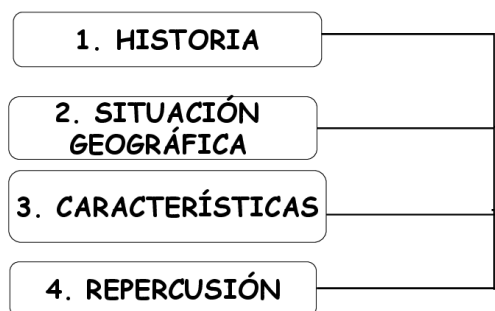 1. HISTORIA
2. SITUACIÓN
GEOGRÁFICA
3. CARACTERÍSTICAS
4. REPERCUSIÓN